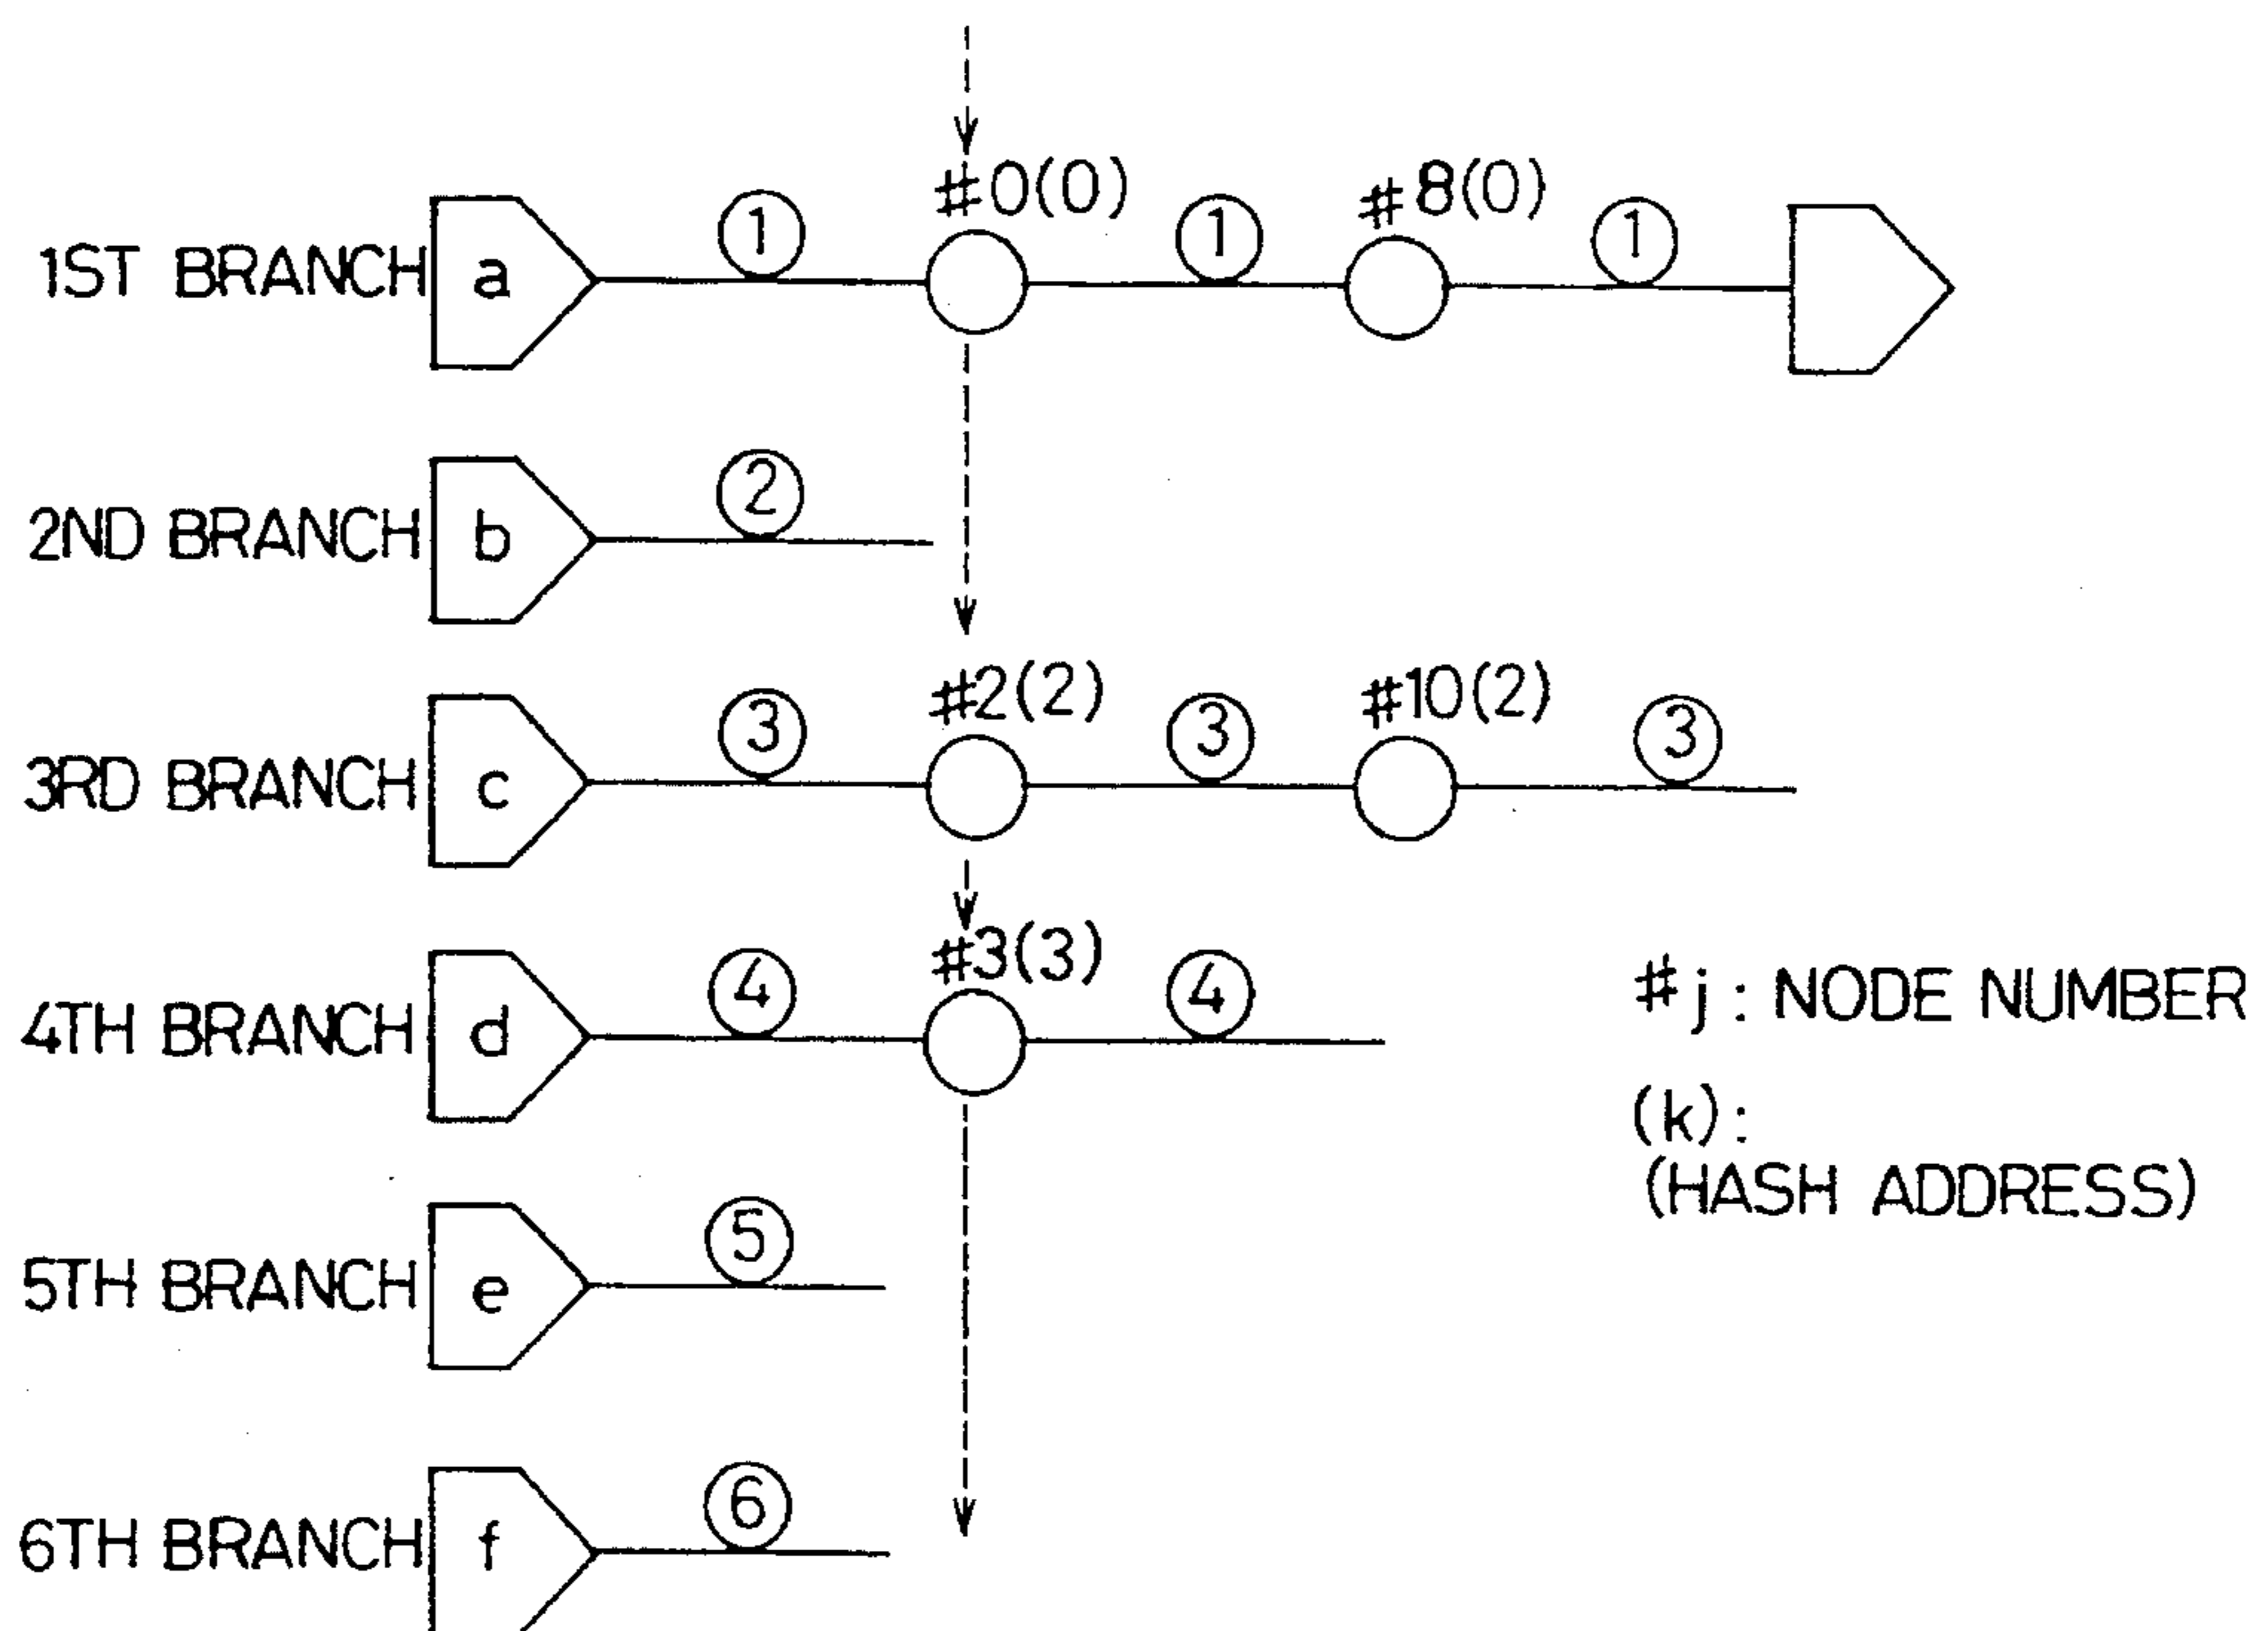 #0(0) #8(0)
1ST BRANCH a 1 1 1
2ND BRANCH b 2
#2(2) #10(2)
3RD BRANCH c 3 3 3
#3(3)
4TH BRANCH d 4 4
#j: NODE NUMBER
(k):
(HASH ADDRESS)
5TH BRANCH e 5
6TH BRANCH f 6